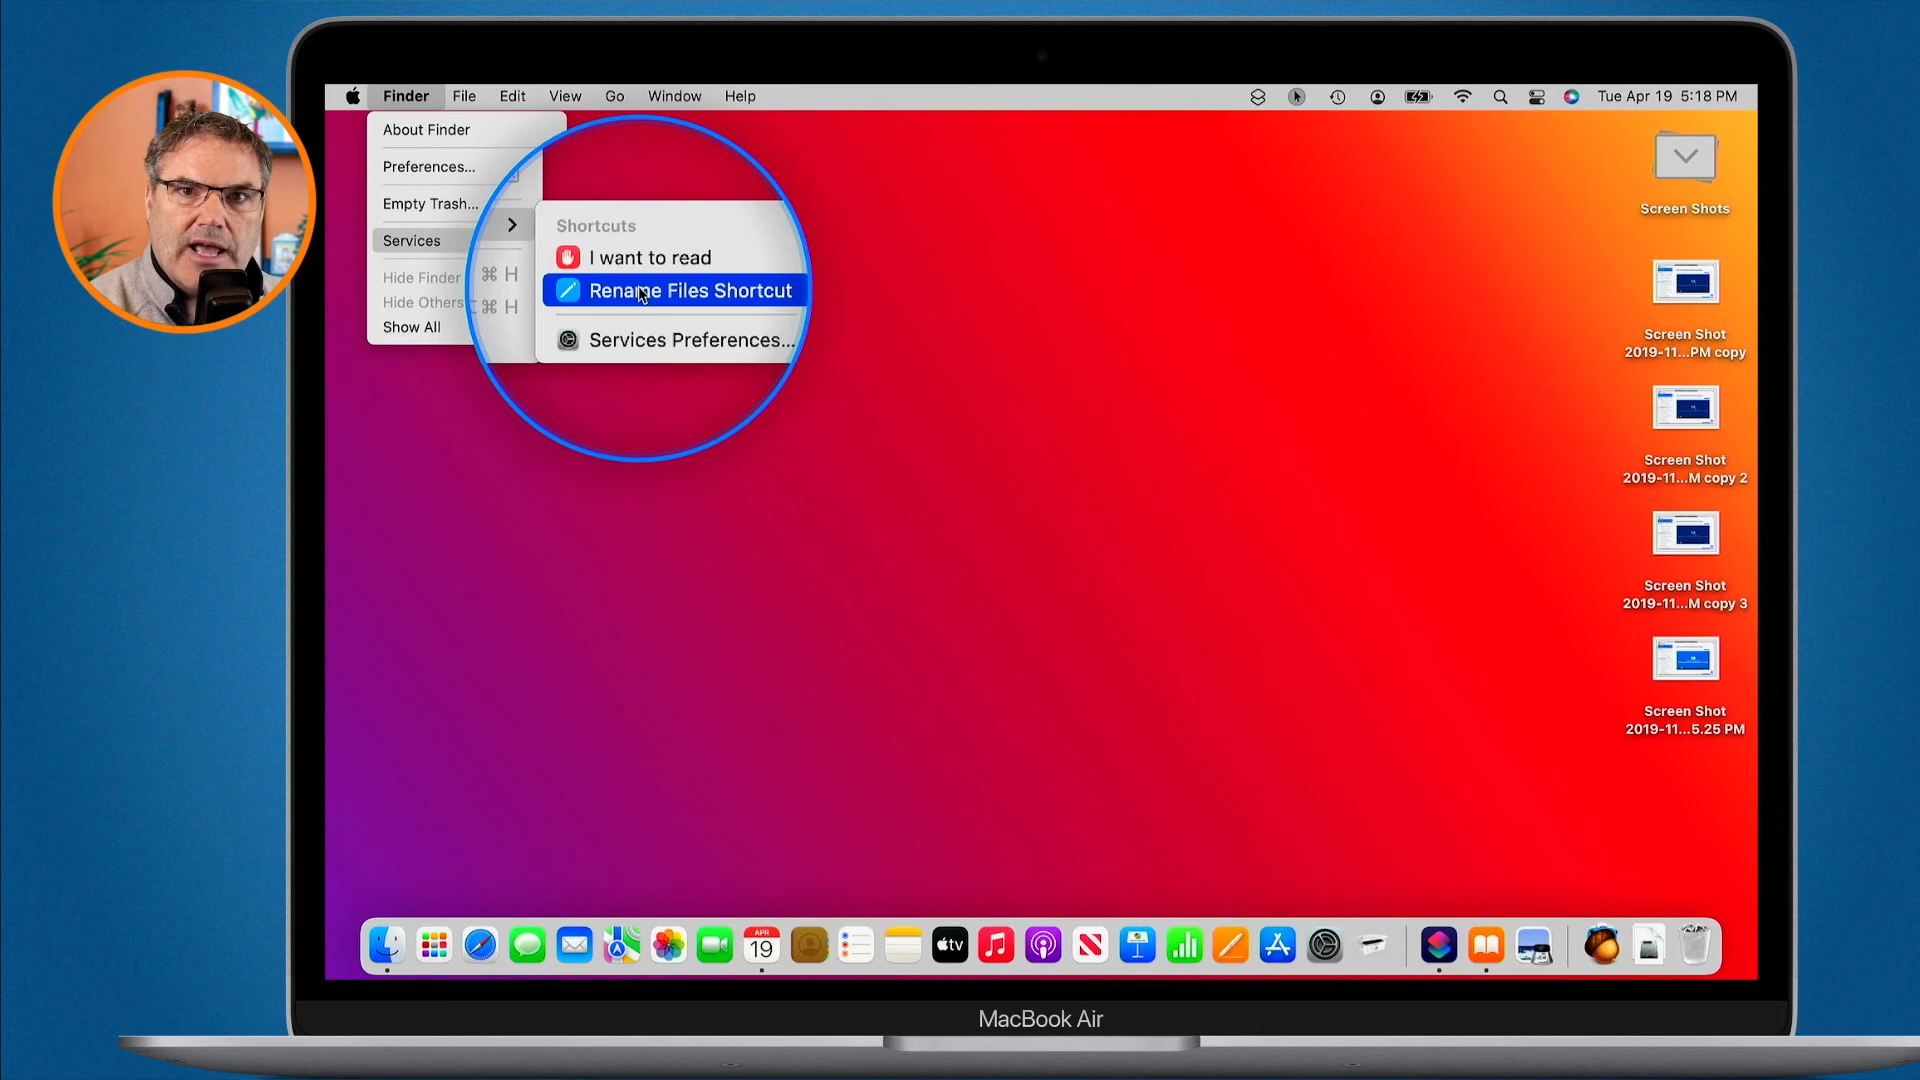 Finder File Edit View Go Window Help Tue Apr 19 5:18 PM
About Finder
Preferences...
Empty Trash...
Services
Hide Finder ⌘ H
Hide Others ⌘ H
Show All
Shortcuts
I want to read
Rename Files Shortcut
Services Preferences...
Screen Shots
Screen Shot
2019-11...PM copy
Screen Shot
2019-11...M copy 2
Screen Shot
2019-11...M copy 3
Screen Shot
2019-11...5.25 PM
APR
19
tv
MacBook Air